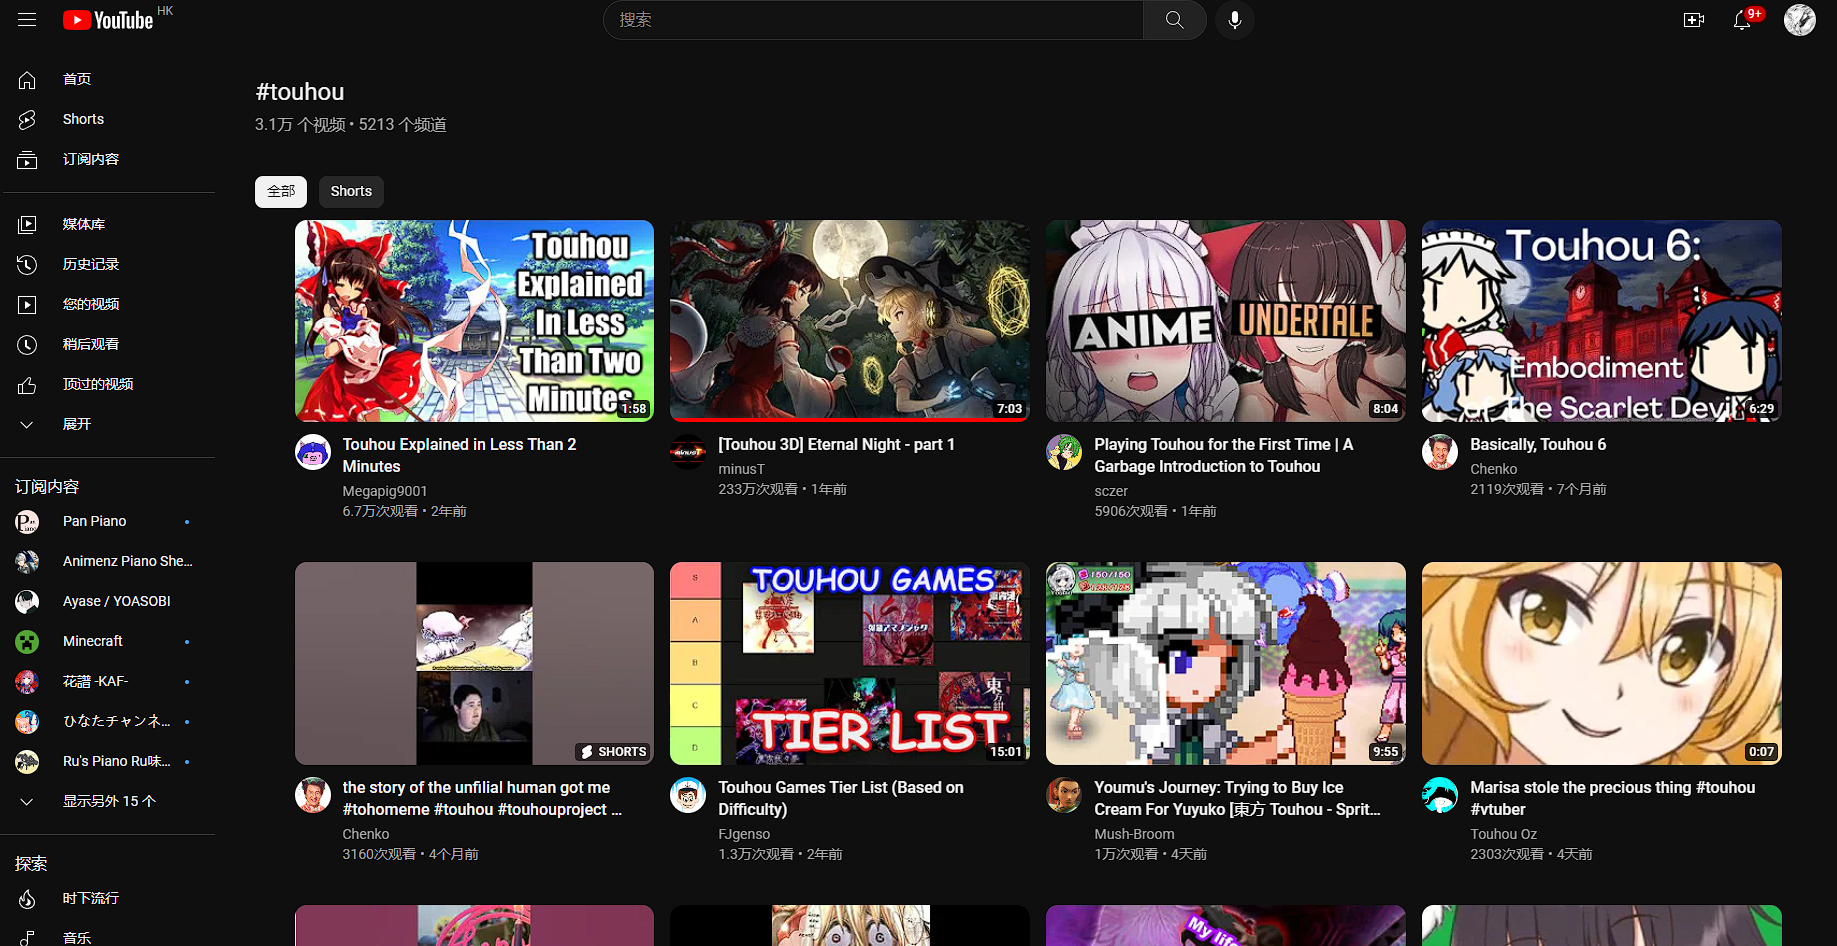 YouTube HK
搜索
9+
首页
Shorts
订阅内容
媒体库
历史记录
您的视频
稍后观看
顶过的视频
展开
订阅内容
Pan Piano
Animenz Piano She...
Ayase / YOASOBI
Minecraft
花譜 -KAF-
ひなたチャンネ...
Ru's Piano Ru味...
显示另外 15 个
探索
时下流行
音乐
#touhou
3.1万 个视频 • 5213 个频道
全部
Shorts
Touhou
Explained
In Less
Than Two
Minutes
1:58
Touhou Explained in Less Than 2
Minutes
Megapig9001
6.7万次观看 • 2年前
7:03
[Touhou 3D] Eternal Night - part 1
minusT
233万次观看 • 1年前
ANIME
UNDERTALE
8:04
Playing Touhou for the First Time | A
Garbage Introduction to Touhou
sczer
5906次观看 • 1年前
Touhou 6:
Embodiment
of The Scarlet Devil
6:29
Basically, Touhou 6
Chenko
2119次观看 • 7个月前
SHORTS
the story of the unfilial human got me
#tohomeme #touhou #touhouproject ...
Chenko
3160次观看 • 4个月前
S
A
B
C
D
TOUHOU GAMES
TIER LIST
15:01
Touhou Games Tier List (Based on
Difficulty)
FJgenso
1.3万次观看 • 2年前
150/150
128/128
9:55
Youmu's Journey: Trying to Buy Ice
Cream For Yuyuko [東方 Touhou - Sprit...
Mush-Broom
1万次观看 • 4天前
0:07
Marisa stole the precious thing #touhou
#vtuber
Touhou Oz
2303次观看 • 4天前
My life